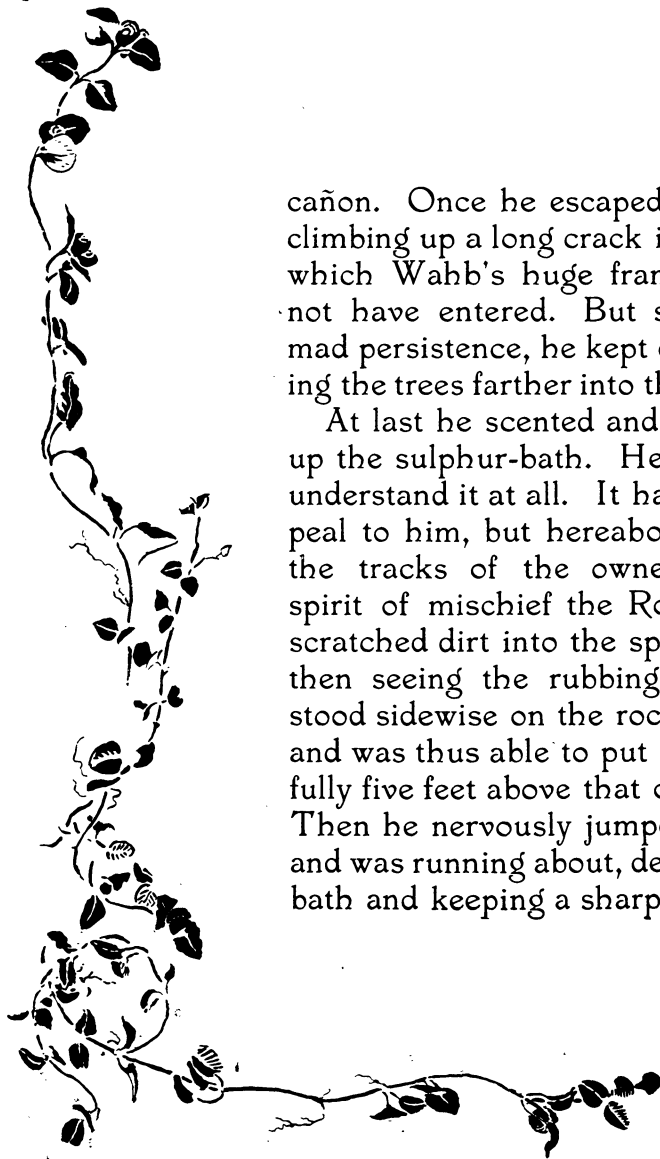 cañon. Once he escaped
climbing up a long crack i
which Wahb's huge fra
not have entered. But s
mad persistence, he kept
ing the trees farther into th
At last he scented and
up the sulphur-bath. He
understand it at all. It ha
peal to him, but hereabo
the tracks of the owne
spirit of mischief the Ro
scratched dirt into the sp
then seeing the rubbing
stood sidewise on the roc
and was thus able to put
fully five feet above that
Then he nervously jumpe
and was running about, de
bath and keeping a sharp